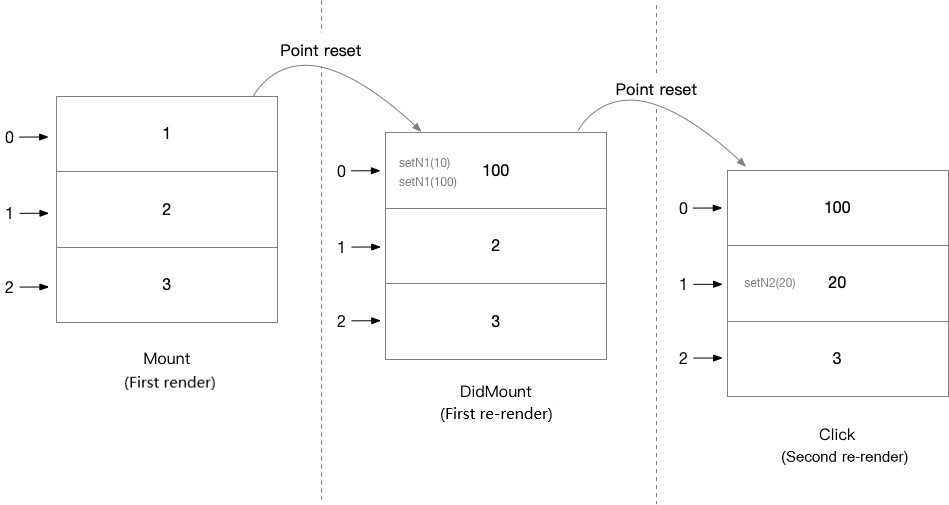 Point reset
0
1
1
2
2
3
Mount
(First render)
Point reset
0
setN1(10)
setN1(100)
100
1
2
2
3
DidMount
(First re-render)
0
100
1
setN2(20)
20
2
3
Click
(Second re-render)